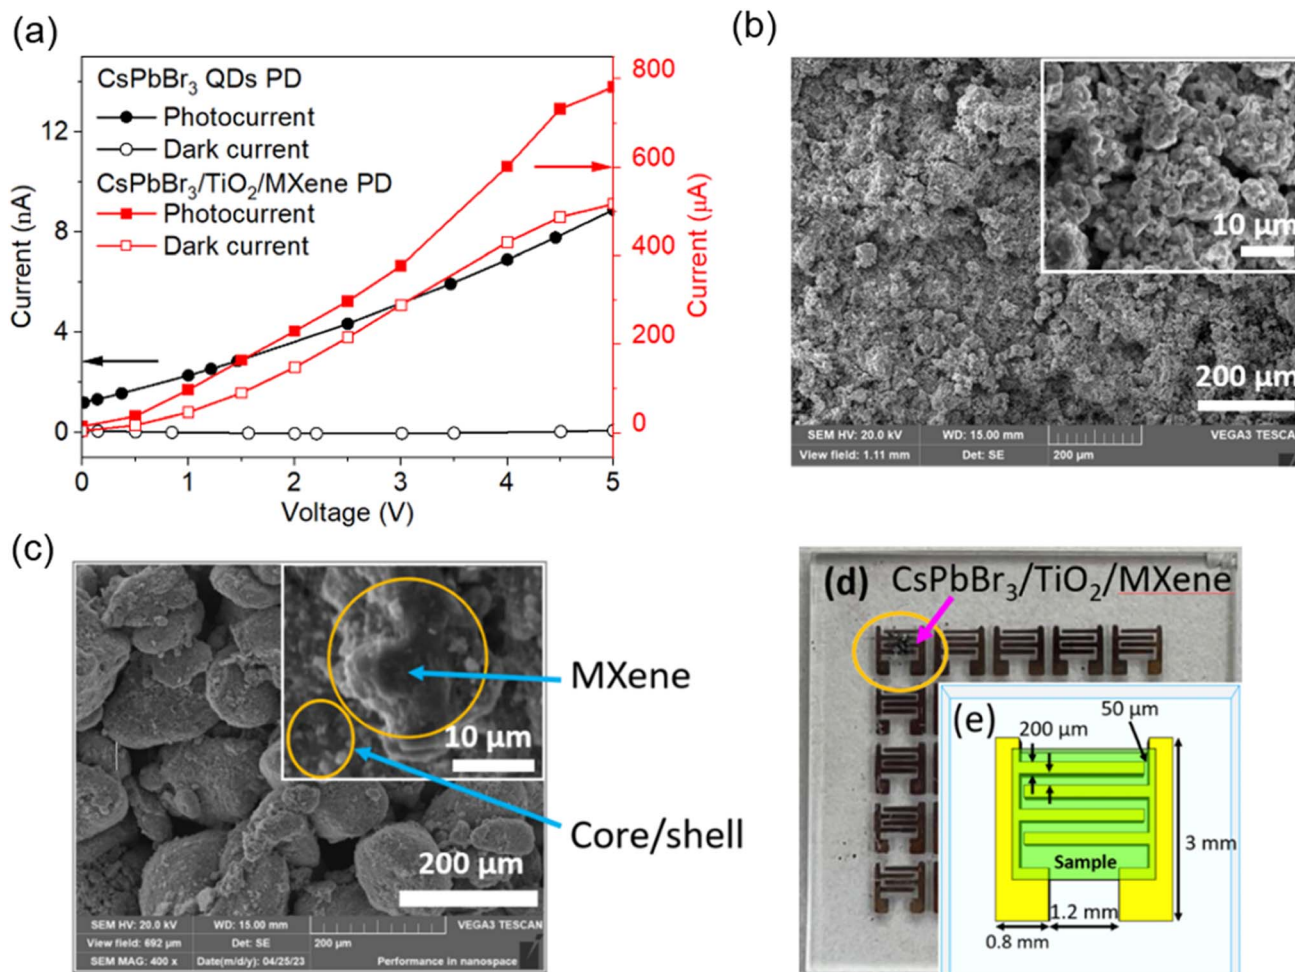 (a)
CsPbBr₃ QDs PD
Photocurrent
Dark current
CsPbBr₃/TiO₂/MXene PD
Photocurrent
Dark current
12
8
4
0
Current (nA)
800
600
400
200
0
Current (μA)
0 1 2 3 4 5
Voltage (V)
(b)
10 μm
200 μm
SEM HV: 20.0 kV WD: 15.00 mm VEGA3 TESCAN
View field: 1.11 mm Det: SE 200 μm
(c)
10 μm
MXene
Core/shell
200 μm
SEM HV: 20.0 kV WD: 15.00 mm VEGA3 TESCAN
View field: 692 μm Det: SE 200 μm
SEM MAG: 400 x Date(m/d/y): 04/25/23 Performance in nanospace
(d) CsPbBr₃/TiO₂/MXene
(e)
50 μm
200 μm
3 mm
Sample
1.2 mm
0.8 mm